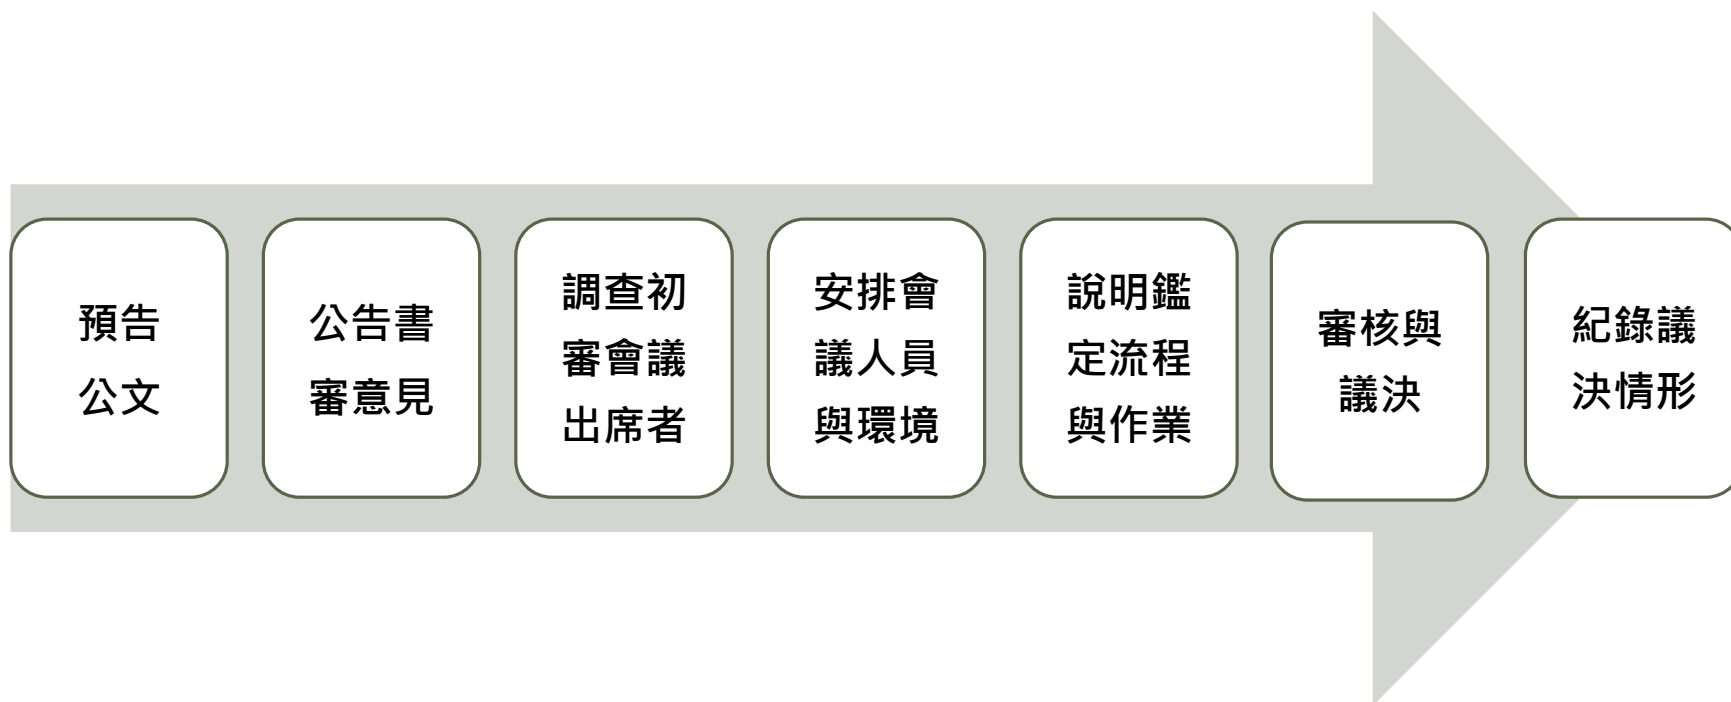 預告
公文
公告書
審意見
調查初
審會議
出席者
安排會
議人員
與環境
說明鑑
定流程
與作業
審核與
議決
紀錄議
決情形